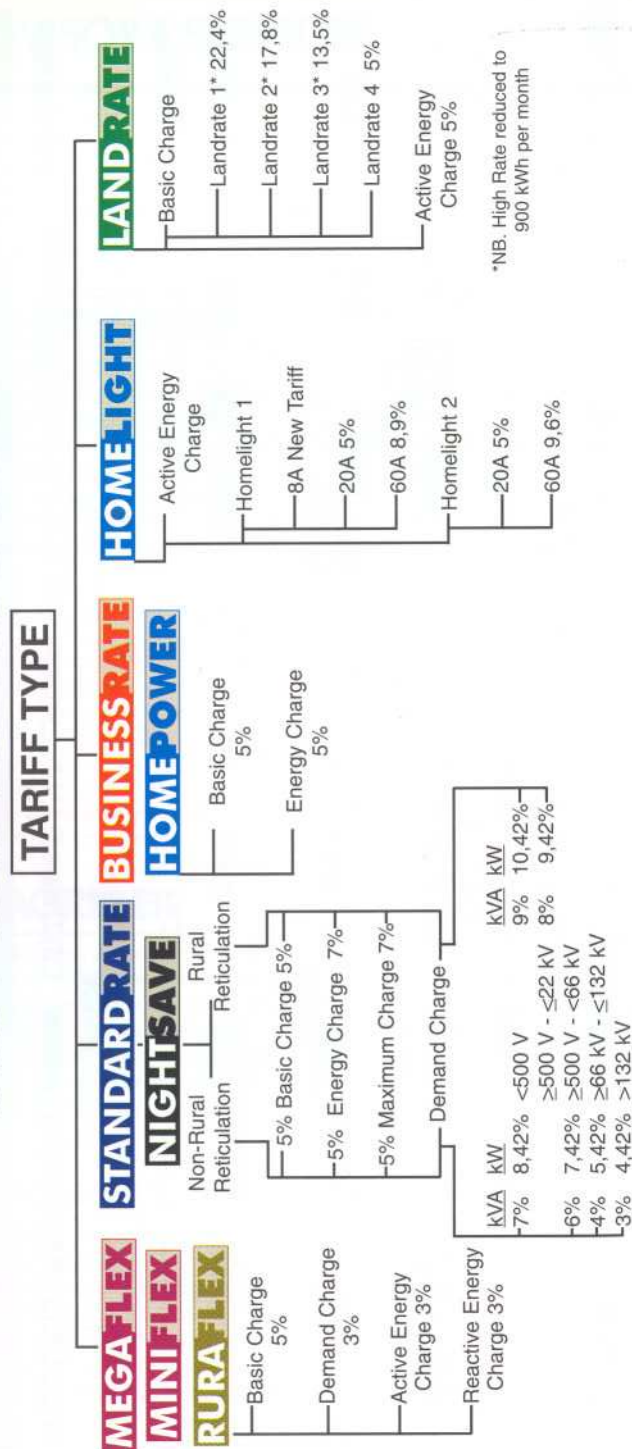 TARIFF TYPE
MEGAFLEX
MINIFLEX
RURAFLEX
Basic Charge
5%
Demand Charge
3%
Active Energy
Charge 3%
Reactive Energy
Charge 3%
STANDARDRATE
NIGHTSAVE
Non-Rural
Reticulation
Rural
Reticulation
5% Basic Charge 5%
5% Energy Charge 7%
5% Maximum Charge 7%
Demand Charge
kVA kW
7% 8,42% <500 V
≥500 V - ≤22 kV
6% 7,42% ≥500 V - <66 kV
4% 5,42% ≥66 kV - ≤132 kV
3% 4,42% >132 kV
kVA kW
9% 10,42%
8% 9,42%
BUSINESSRATE
HOMEPOWER
Basic Charge
5%
Energy Charge
5%
HOMELIGHT
Active Energy
Charge
Homelight 1
8A New Tariff
20A 5%
60A 8,9%
Homelight 2
20A 5%
60A 9,6%
LANDRATE
Basic Charge
Landrate 1* 22,4%
Landrate 2* 17,8%
Landrate 3* 13,5%
Landrate 4 5%
Active Energy
Charge 5%
*NB. High Rate reduced to
900 kWh per month